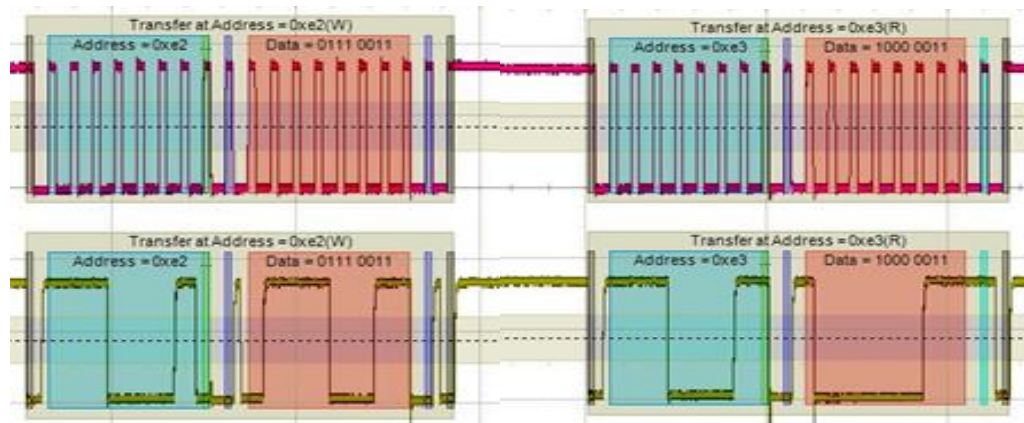 Transfer at Address = 0xe2(W)
Address = 0xe2
Data = 0111 0011
Transfer at Address = 0xe3(R)
Address = 0xe3
Data = 1000 0011
Transfer at Address = 0xe2(W)
Address = 0xe2
Data = 0111 0011
Transfer at Address = 0xe3(R)
Address = 0xe3
Data = 1000 0011